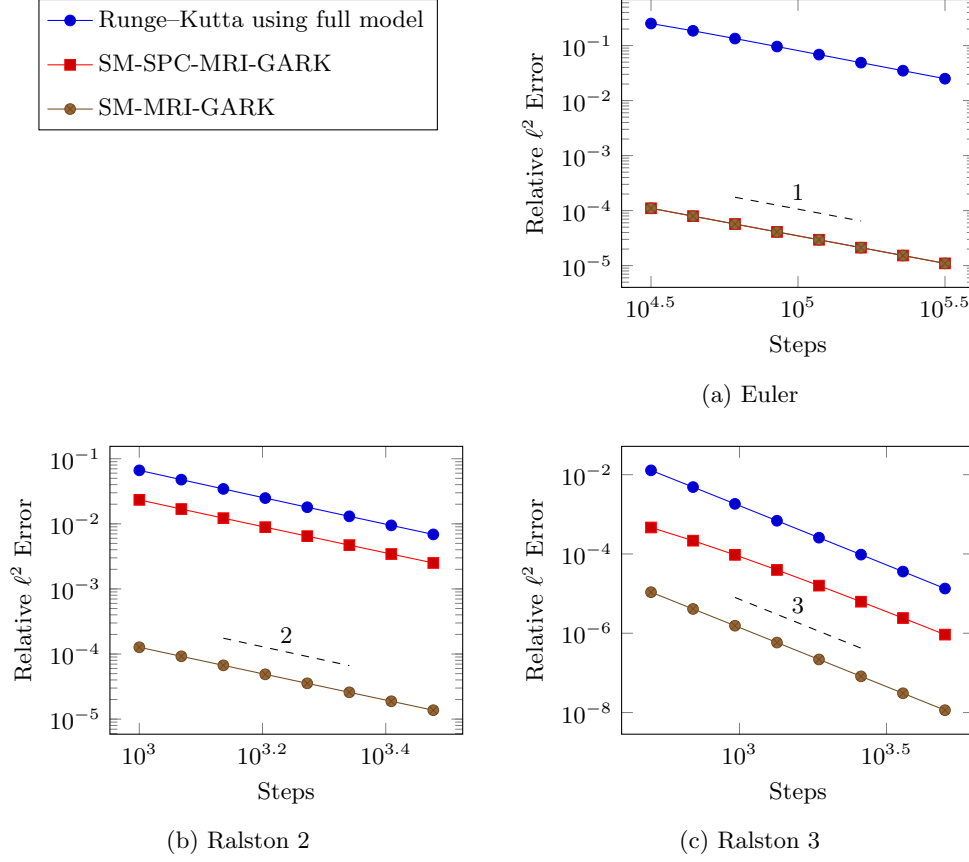 Runge–Kutta using full model
SM-SPC-MRI-GARK
SM-MRI-GARK
10^−1
10^−2
10^−3
10^−4
10^−5
Relative ℓ² Error
1
10^4.5
10^5
10^5.5
Steps
(a) Euler
10^−1
10^−2
10^−3
10^−4
10^−5
Relative ℓ² Error
2
10^3
10^3.2
10^3.4
Steps
(b) Ralston 2
10^−2
10^−4
10^−6
10^−8
Relative ℓ² Error
3
10^3
10^3.5
Steps
(c) Ralston 3